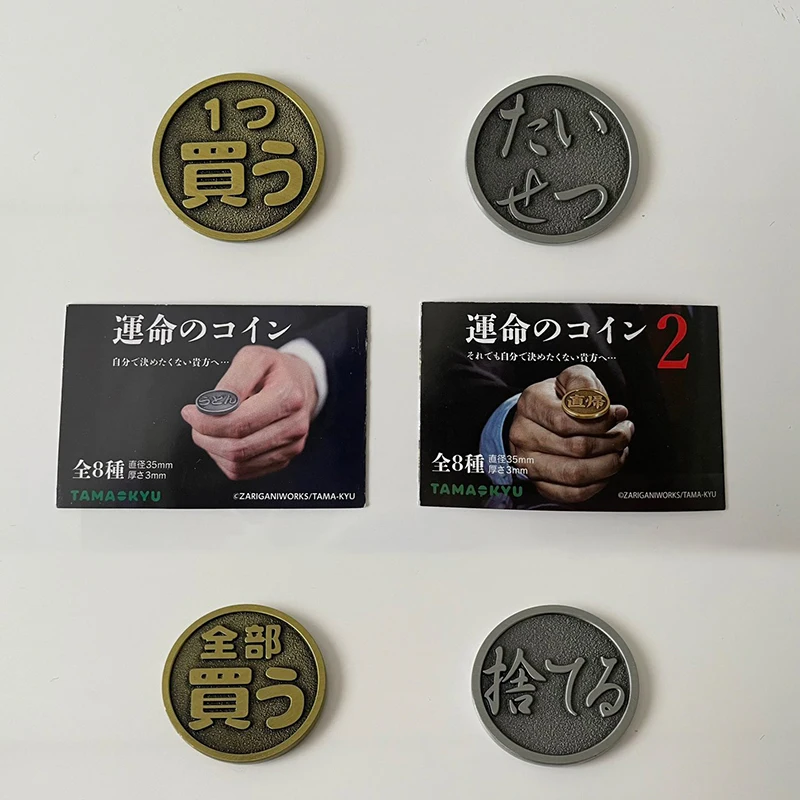 1つ
買う
たい
せつ
運命のコイン
自分で決めたくない貴方へ…
うどん
全8種 直径35mm
厚さ3mm
TAMA-KYU
©ZARIGANIWORKS/TAMA-KYU
運命のコイン2
それでも自分で決めたくない貴方へ…
直帰
全8種 直径35mm
厚さ3mm
TAMA-KYU
©ZARIGANIWORKS/TAMA-KYU
全部
買う
捨てる